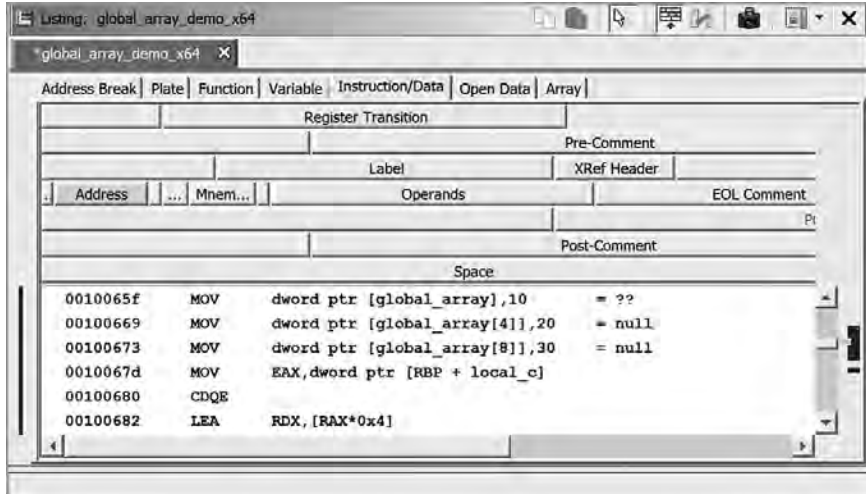 Listing: global_array_demo_x64
*global_array_demo_x64 X
Address Break Plate Function Variable Instruction/Data Open Data Array
Register Transition
Pre-Comment
Label XRef Header
.. Address ... Mnem... Operands EOL Comment
Post-Comment
Space
0010065f MOV dword ptr [global_array],10 = ??
00100669 MOV dword ptr [global_array[4]],20 = null
00100673 MOV dword ptr [global_array[8]],30 = null
0010067d MOV EAX,dword ptr [RBP + local_c]
00100680 CDQE
00100682 LEA RDX,[RAX*0x4]